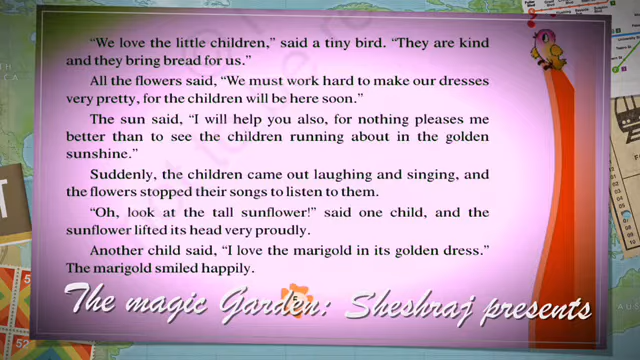 “We love the little children,” said a tiny bird. “They are kind
and they bring bread for us.”
All the flowers said, “We must work hard to make our dresses
very pretty, for the children will be here soon.”
The sun said, “I will help you also, for nothing pleases me
better than to see the children running about in the golden
sunshine.”
Suddenly, the children came out laughing and singing, and
the flowers stopped their songs to listen to them.
“Oh, look at the tall sunflower!” said one child, and the
sunflower lifted its head very proudly.
Another child said, “I love the marigold in its golden dress.”
The marigold smiled happily.
The magic Garden: Sheshraj presents